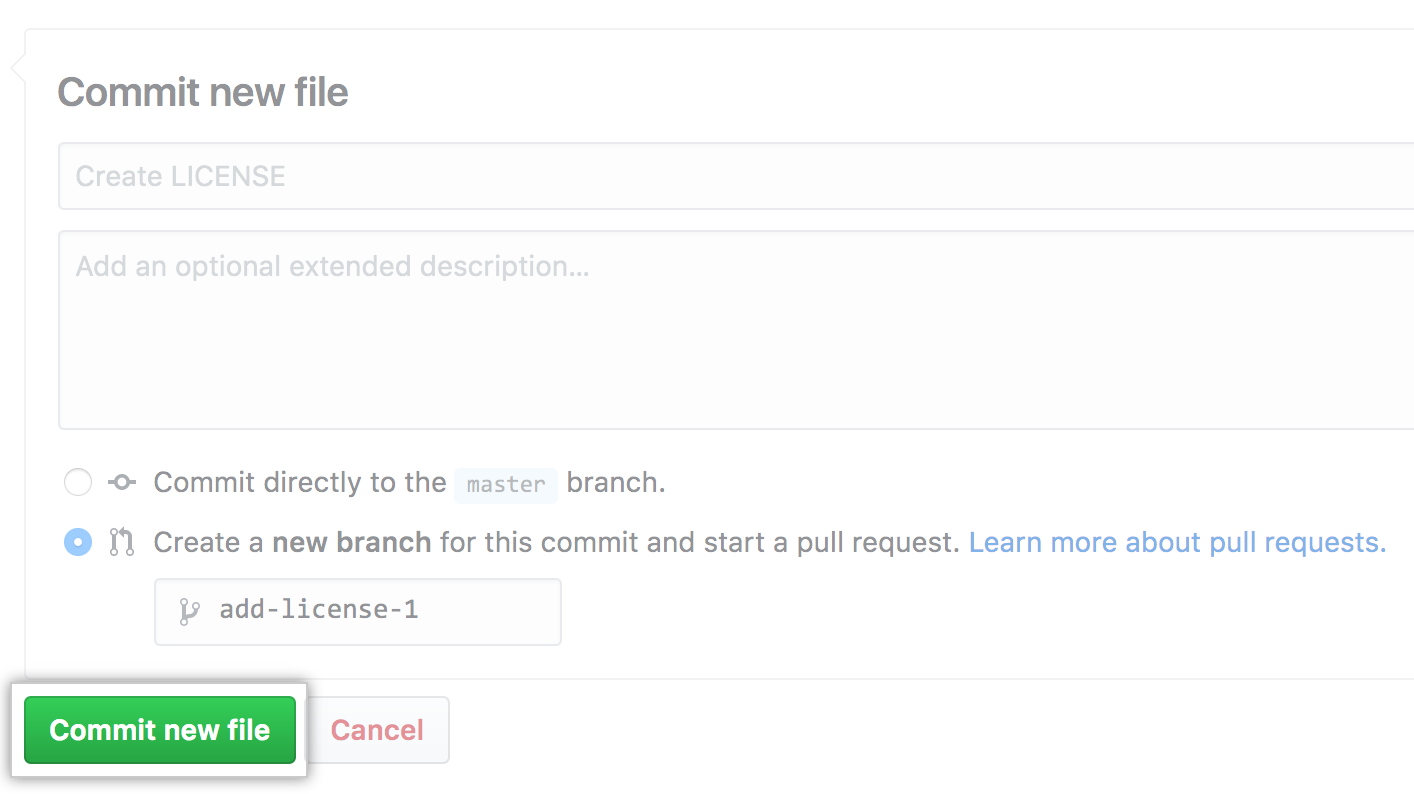 Commit new file
Create LICENSE
Add an optional extended description...
Commit directly to the master branch.
Create a new branch for this commit and start a pull request. Learn more about pull requests.
add-license-1
Commit new file Cancel